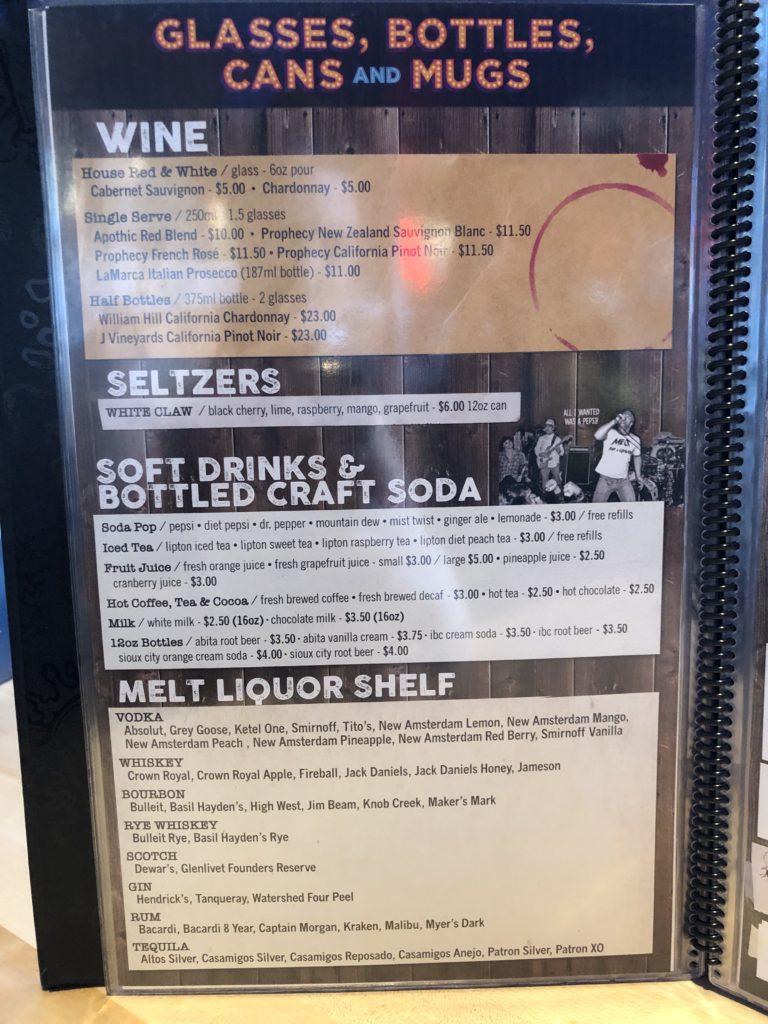 GLASSES, BOTTLES,
CANS AND MUGS
WINE
House Red & White / glass - 6oz pour
Cabernet Sauvignon - $5.00 • Chardonnay - $5.00
Single Serve / 250ml 1.5 glasses
Apothic Red Blend - $10.00 • Prophecy New Zealand Sauvignon Blanc - $11.50
Prophecy French Rosé - $11.50 • Prophecy California Pinot Noir - $11.50
LaMarca Italian Prosecco (187ml bottle) - $11.00
Half Bottles / 375ml bottle - 2 glasses
William Hill California Chardonnay - $23.00
J Vineyards California Pinot Noir - $23.00
SELTZERS
WHITE CLAW / black cherry, lime, raspberry, mango, grapefruit - $6.00 12oz can
ALL I WANTED
WAS A PEPSI!
MELT
SOFT DRINKS &
BOTTLED CRAFT SODA
Soda Pop / pepsi • diet pepsi • dr. pepper • mountain dew • mist twist • ginger ale • lemonade - $3.00 / free refills
Iced Tea / lipton iced tea • lipton sweet tea • lipton raspberry tea • lipton diet peach tea - $3.00 / free refills
Fruit Juice / fresh orange juice • fresh grapefruit juice - small $3.00 / large $5.00 • pineapple juice - $2.50
cranberry juice - $3.00
Hot Coffee, Tea & Cocoa / fresh brewed coffee • fresh brewed decaf - $3.00 • hot tea - $2.50 • hot chocolate - $2.50
Milk / white milk - $2.50 (16oz) • chocolate milk - $3.50 (16oz)
12oz Bottles / abita root beer - $3.50 • abita vanilla cream - $3.75 • ibc cream soda - $3.50 • ibc root beer - $3.50
sioux city orange cream soda - $4.00 • sioux city root beer - $4.00
MELT LIQUOR SHELF
VODKA
Absolut, Grey Goose, Ketel One, Smirnoff, Tito's, New Amsterdam Lemon, New Amsterdam Mango,
New Amsterdam Peach , New Amsterdam Pineapple, New Amsterdam Red Berry, Smirnoff Vanilla
WHISKEY
Crown Royal, Crown Royal Apple, Fireball, Jack Daniels, Jack Daniels Honey, Jameson
BOURBON
Bulleit, Basil Hayden's, High West, Jim Beam, Knob Creek, Maker's Mark
RYE WHISKEY
Bulleit Rye, Basil Hayden's Rye
SCOTCH
Dewar's, Glenlivet Founders Reserve
GIN
Hendrick's, Tanqueray, Watershed Four Peel
RUM
Bacardi, Bacardi 8 Year, Captain Morgan, Kraken, Malibu, Myer's Dark
TEQUILA
Altos Silver, Casamigos Silver, Casamigos Reposado, Casamigos Anejo, Patron Silver, Patron XO